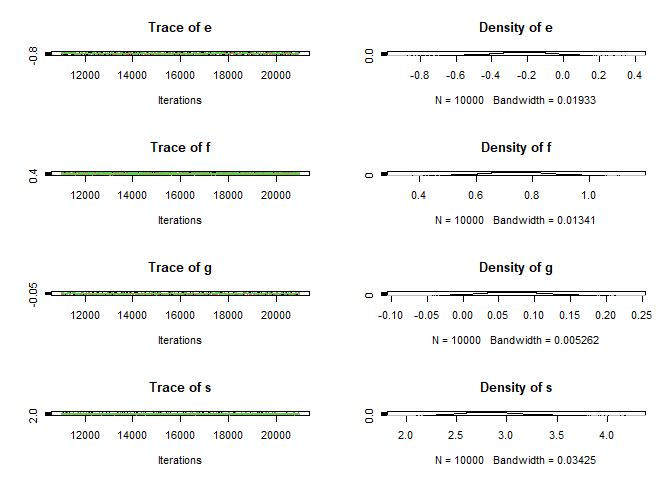 Trace of e
-0.8
12000 14000 16000 18000 20000
Iterations
Density of e
0.0
-0.8 -0.6 -0.4 -0.2 0.0 0.2 0.4
N = 10000 Bandwidth = 0.01933
Trace of f
0.4
12000 14000 16000 18000 20000
Iterations
Density of f
0
0.4 0.6 0.8 1.0
N = 10000 Bandwidth = 0.01341
Trace of g
-0.05
12000 14000 16000 18000 20000
Iterations
Density of g
0
-0.10 -0.05 0.00 0.05 0.10 0.15 0.20 0.25
N = 10000 Bandwidth = 0.005262
Trace of s
2.0
12000 14000 16000 18000 20000
Iterations
Density of s
0.0
2.0 2.5 3.0 3.5 4.0
N = 10000 Bandwidth = 0.03425